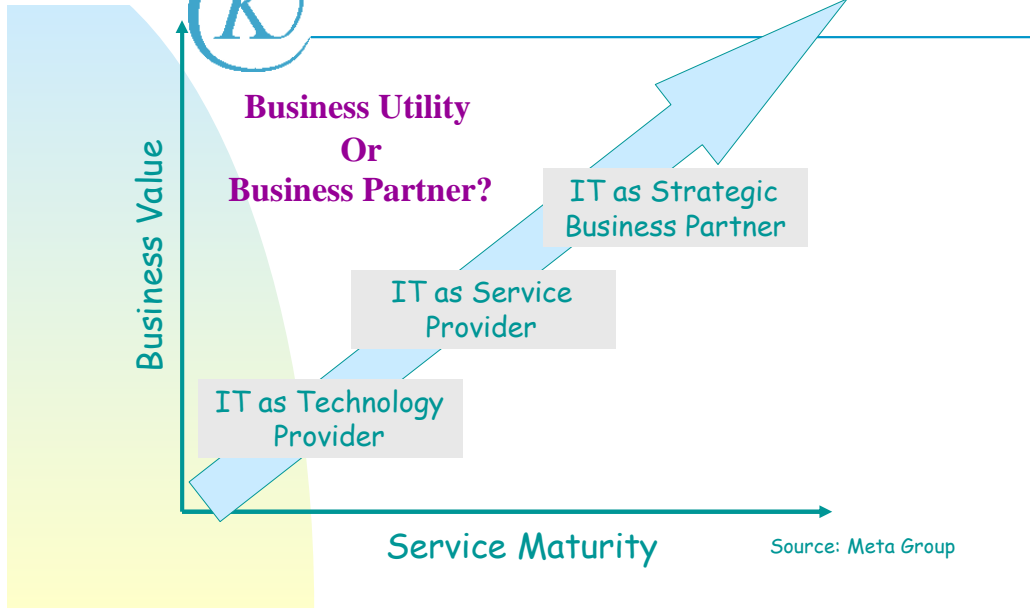 K
Business Utility
Or
Business Partner?
Business Value
IT as Strategic
Business Partner
IT as Service
Provider
IT as Technology
Provider
Service Maturity
Source: Meta Group